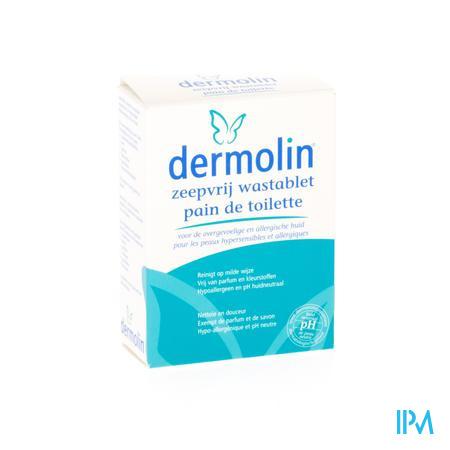 dermolin
dermolin®
zeepvrij wastablet
pain de toilette
voor de overgevoelige en allergische huid
pour les peaux hypersensibles et allergiques
Reinigt op milde wijze
Vrij van parfum en kleurstoffen
Hypoallergeen en pH huidneutraal
Nettoie en douceur
Exempt de parfum et de savon
Hypo-allergénique et pH neutre
pH
IPM